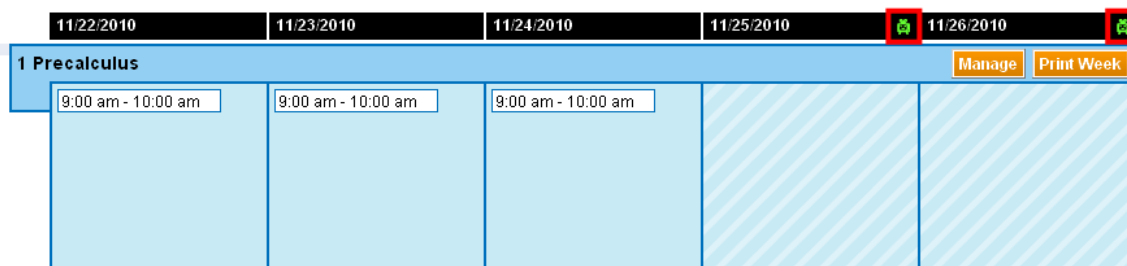 11/22/2010 11/23/2010 11/24/2010 11/25/2010 11/26/2010
1 Precalculus Manage Print Week
9:00 am - 10:00 am 9:00 am - 10:00 am 9:00 am - 10:00 am